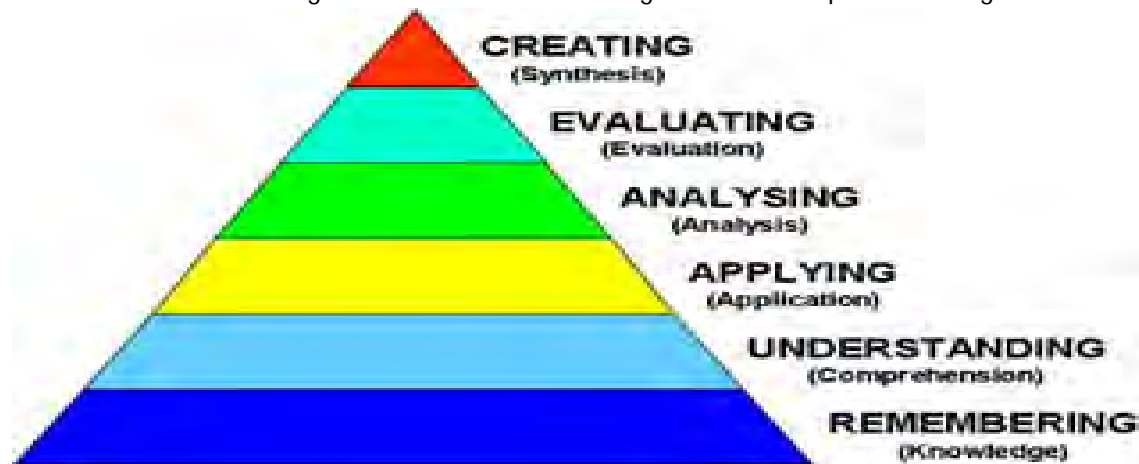 CREATING
(Synthesis)
EVALUATING
(Evaluation)
ANALYSING
(Analysis)
APPLYING
(Application)
UNDERSTANDING
(Comprehension)
REMEMBERING
(Knowledge)